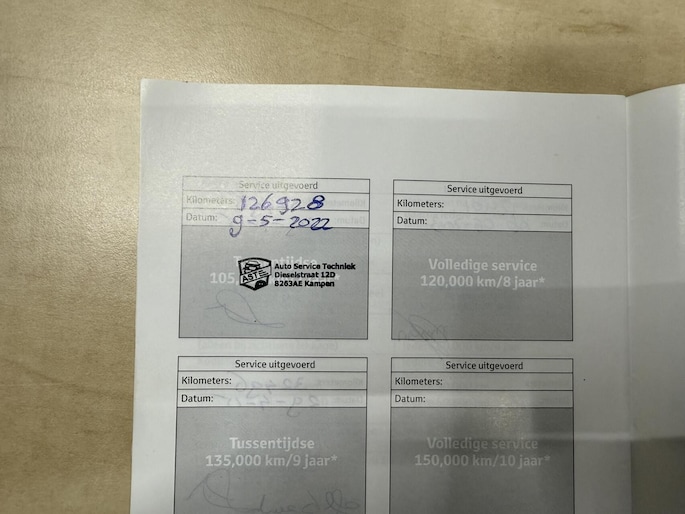 Service uitgevoerd
Kilometers: 126928
Datum: 9-5-2022
Tussentijdse
105,
ASTE
Auto Service Techniek
Dieselstraat 12D
8263AE Kampen
Service uitgevoerd
Kilometers:
Datum:
Volledige service
120,000 km/8 jaar*
Service uitgevoerd
Kilometers:
Datum:
Tussentijdse
135,000 km/9 jaar*
Service uitgevoerd
Kilometers:
Datum:
Volledige service
150,000 km/10 jaar*